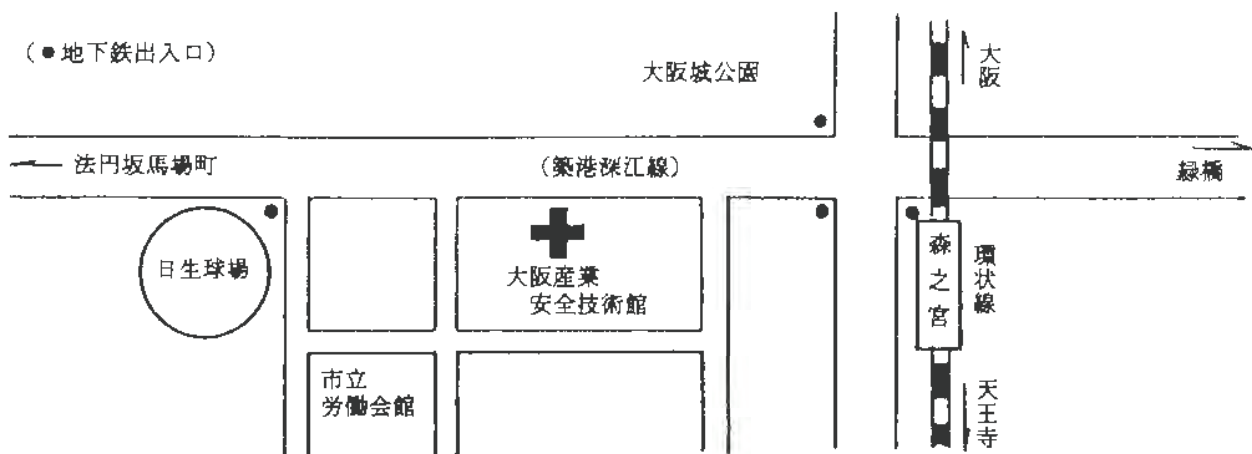 (●地下鉄出入口)
大阪城公園
大阪
法円坂馬場町
(築港深江線)
緑橋
日生球場
大阪産業
安全技術館
森之宮
環状線
市立
労働会館
天王寺